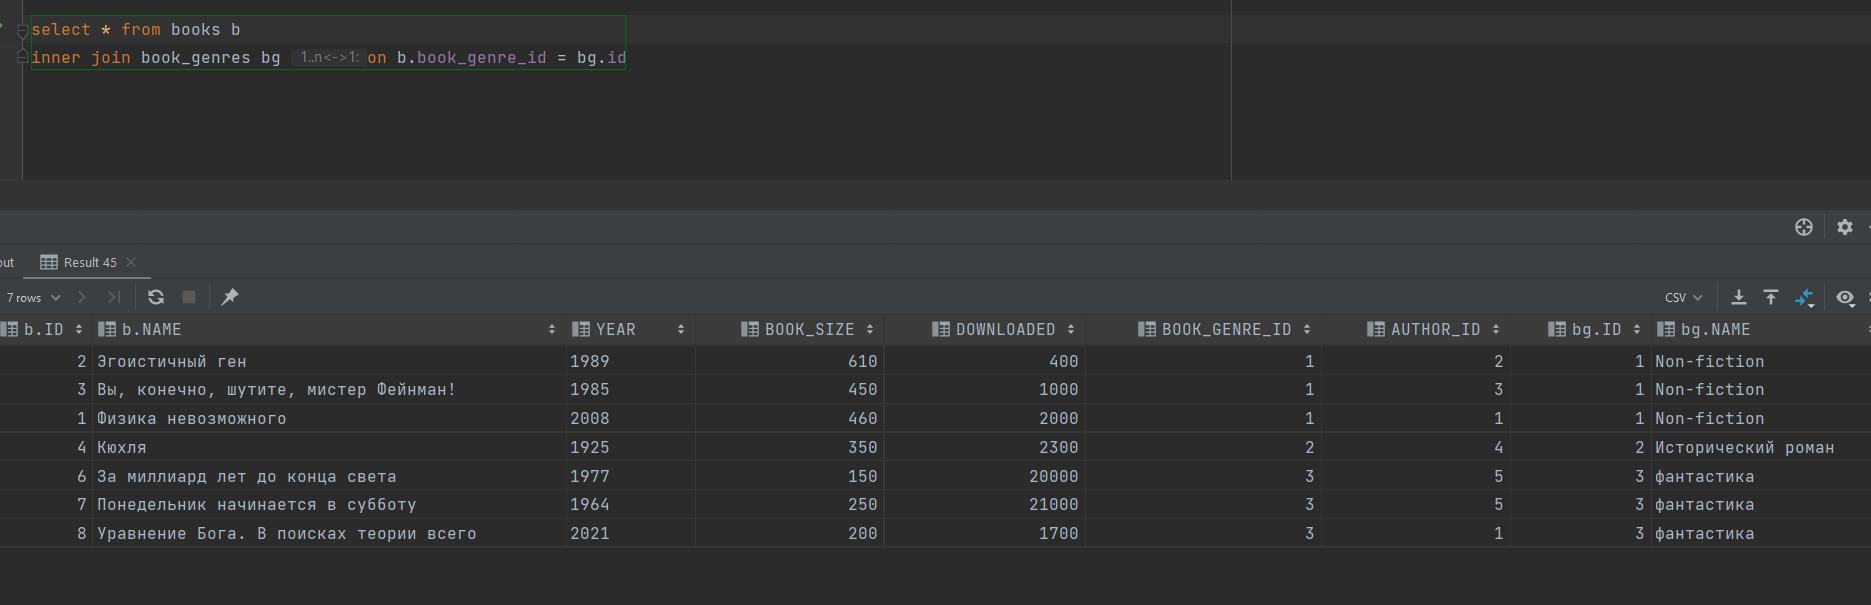 select * from books b
inner join book_genres bg 1..n<->1: on b.book_genre_id = bg.id
out Result 45
7 rows CSV
b.ID b.NAME YEAR BOOK_SIZE DOWNLOADED BOOK_GENRE_ID AUTHOR_ID bg.ID bg.NAME
2 Эгоистичный ген 1989 610 400 1 2 1 Non-fiction
3 Вы, конечно, шутите, мистер Фейнман! 1985 450 1000 1 3 1 Non-fiction
1 Физика невозможного 2008 460 2000 1 1 1 Non-fiction
4 Кюхля 1925 350 2300 2 4 2 Исторический роман
6 За миллиард лет до конца света 1977 150 20000 3 5 3 фантастика
7 Понедельник начинается в субботу 1964 250 21000 3 5 3 фантастика
8 Уравнение Бога. В поисках теории всего 2021 200 1700 3 1 3 фантастика